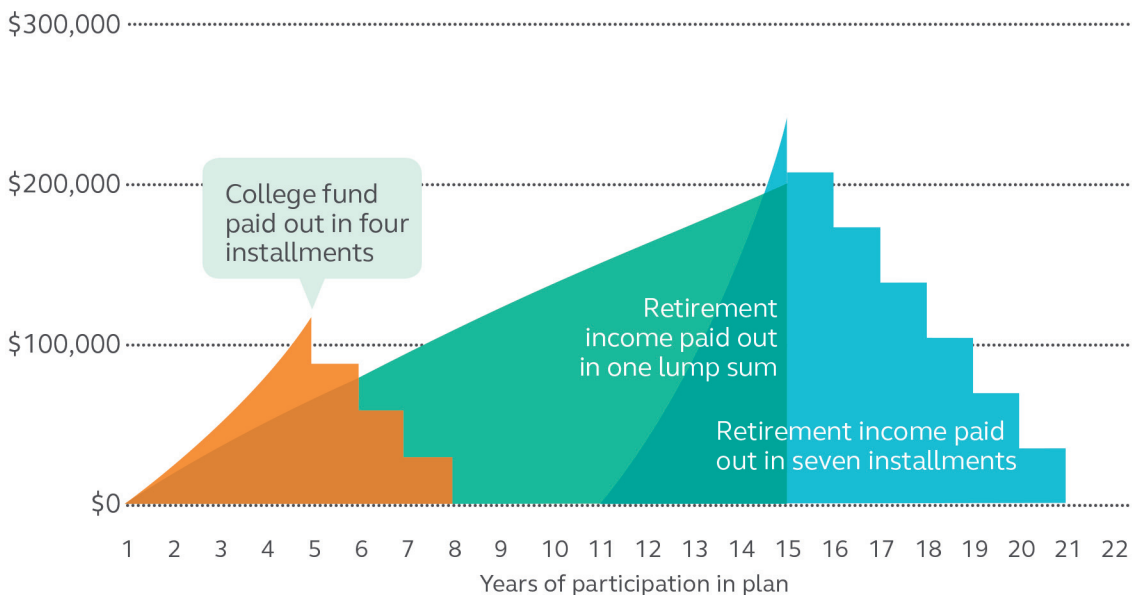 $300,000
College fund
paid out in four
installments
$200,000
Retirement
income paid out
in one lump sum
$100,000
Retirement income paid
out in seven installments
$0
1 2 3 4 5 6 7 8 9 10 11 12 13 14 15 16 17 18 19 20 21 22
Years of participation in plan